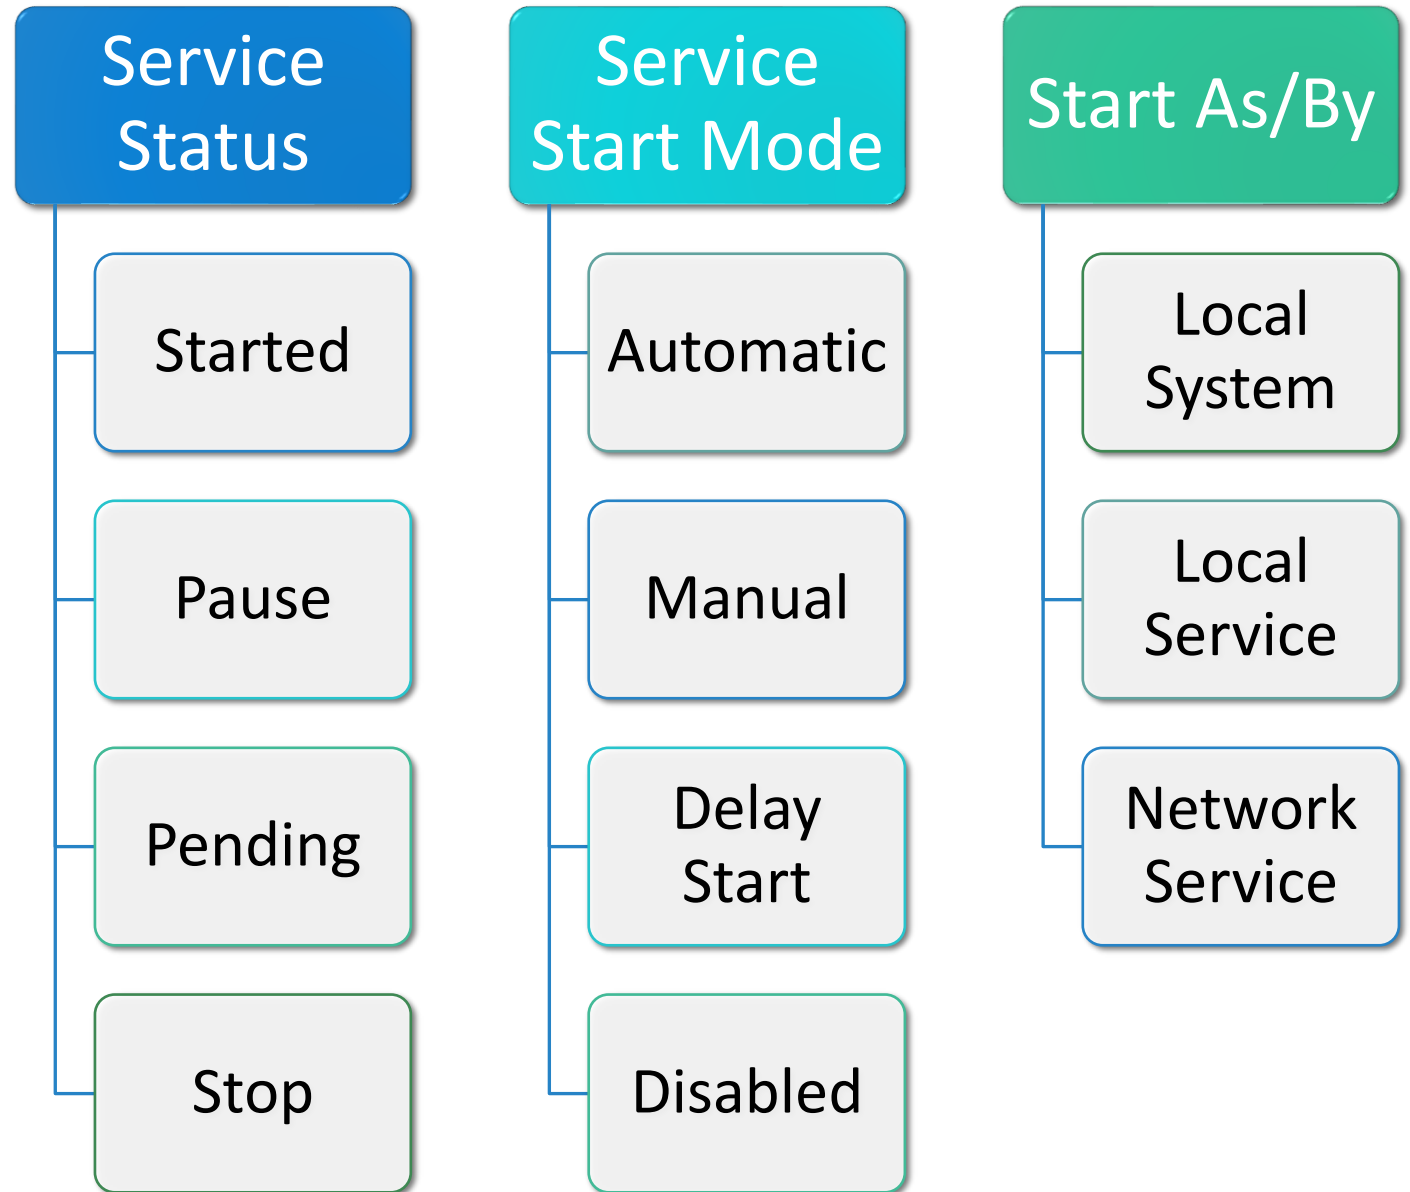 Service
Status
Started
Pause
Pending
Stop
Service
Start Mode
Automatic
Manual
Delay
Start
Disabled
Start As/By
Local
System
Local
Service
Network
Service